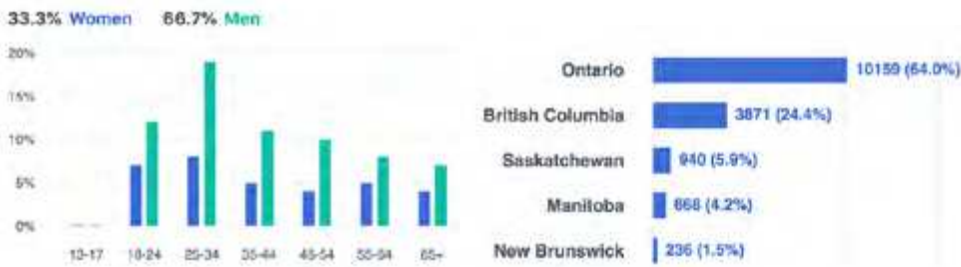 33.3% Women 66.7% Men
20%
15%
10%
5%
0%
13-17 18-24 25-34 35-44 45-54 55-64 65+
Ontario 10159 (64.0%)
British Columbia 3871 (24.4%)
Saskatchewan 940 (5.9%)
Manitoba 668 (4.2%)
New Brunswick 236 (1.5%)